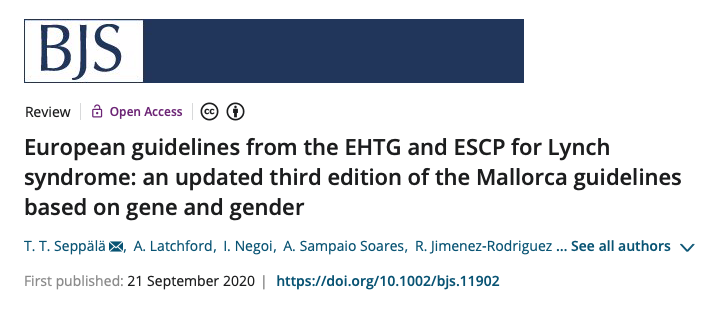 BJS
Review Open Access cc
European guidelines from the EHTG and ESCP for Lynch
syndrome: an updated third edition of the Mallorca guidelines
based on gene and gender
T. T. Seppälä, A. Latchford, I. Negoi, A. Sampaio Soares, R. Jimenez-Rodriguez ... See all authors
First published: 21 September 2020 | https://doi.org/10.1002/bjs.11902